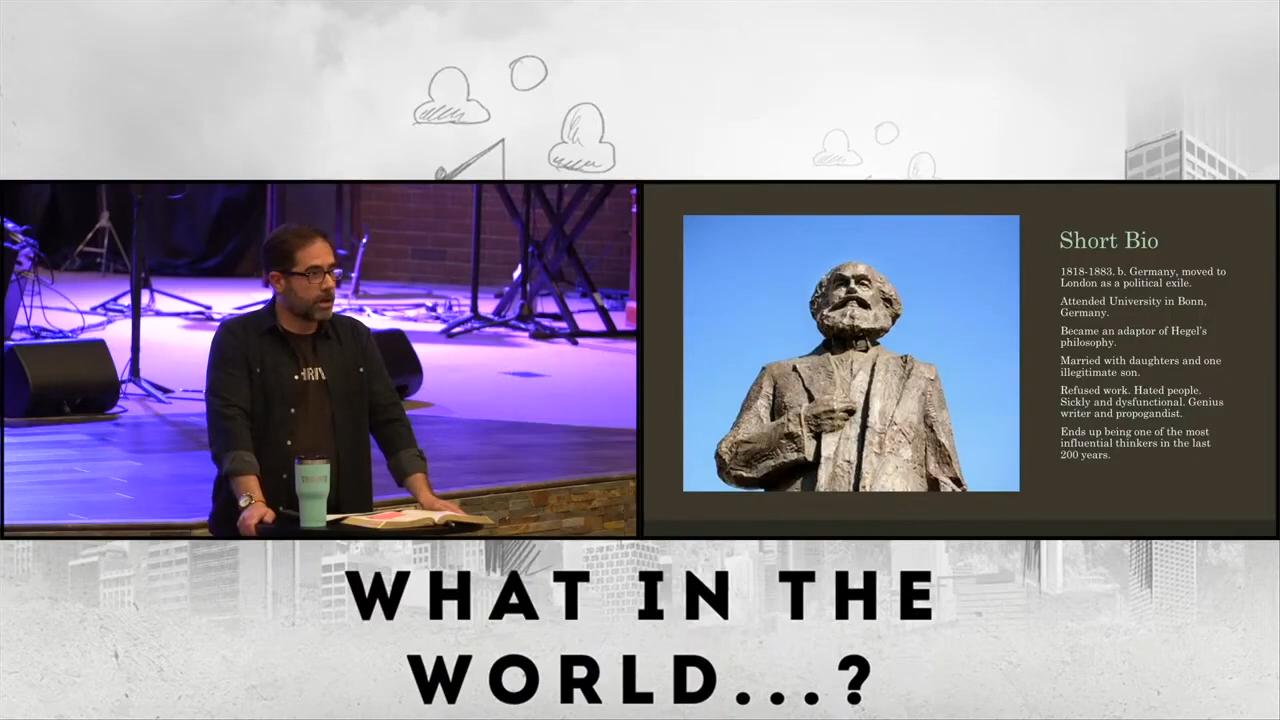 Short Bio
1818-1883. b. Germany, moved to
London as a political exile.
Attended University in Bonn,
Germany.
Became an adaptor of Hegel's
philosophy.
Married with daughters and one
illegitimate son.
Refused work. Hated people.
Sickly and dysfunctional. Genius
writer and propogandist.
Ends up being one of the most
influential thinkers in the last
200 years.
WHAT IN THE
WORLD...?